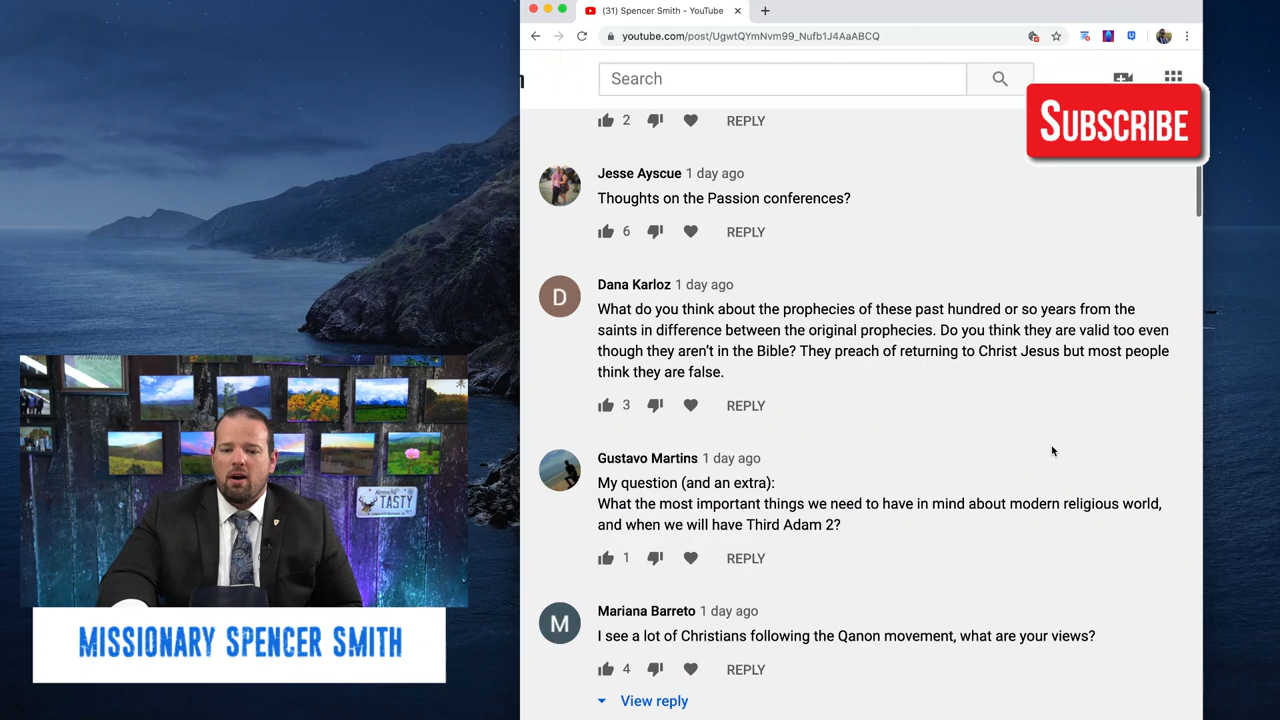 (31) Spencer Smith - YouTube
youtube.com/post/UgwtQYmNvm99_Nufb1J4AaABCQ
Search
SUBSCRIBE
2 REPLY
Jesse Ayscue 1 day ago
Thoughts on the Passion conferences?
6 REPLY
Dana Karloz 1 day ago
D
What do you think about the prophecies of these past hundred or so years from the
saints in difference between the original prophecies. Do you think they are valid too even
though they aren't in the Bible? They preach of returning to Christ Jesus but most people
think they are false.
3 REPLY
Gustavo Martins 1 day ago
My question (and an extra):
What the most important things we need to have in mind about modern religious world,
and when we will have Third Adam 2?
1 REPLY
Mariana Barreto 1 day ago
M
I see a lot of Christians following the Qanon movement, what are your views?
4 REPLY
View reply
TASTY
MISSIONARY SPENCER SMITH